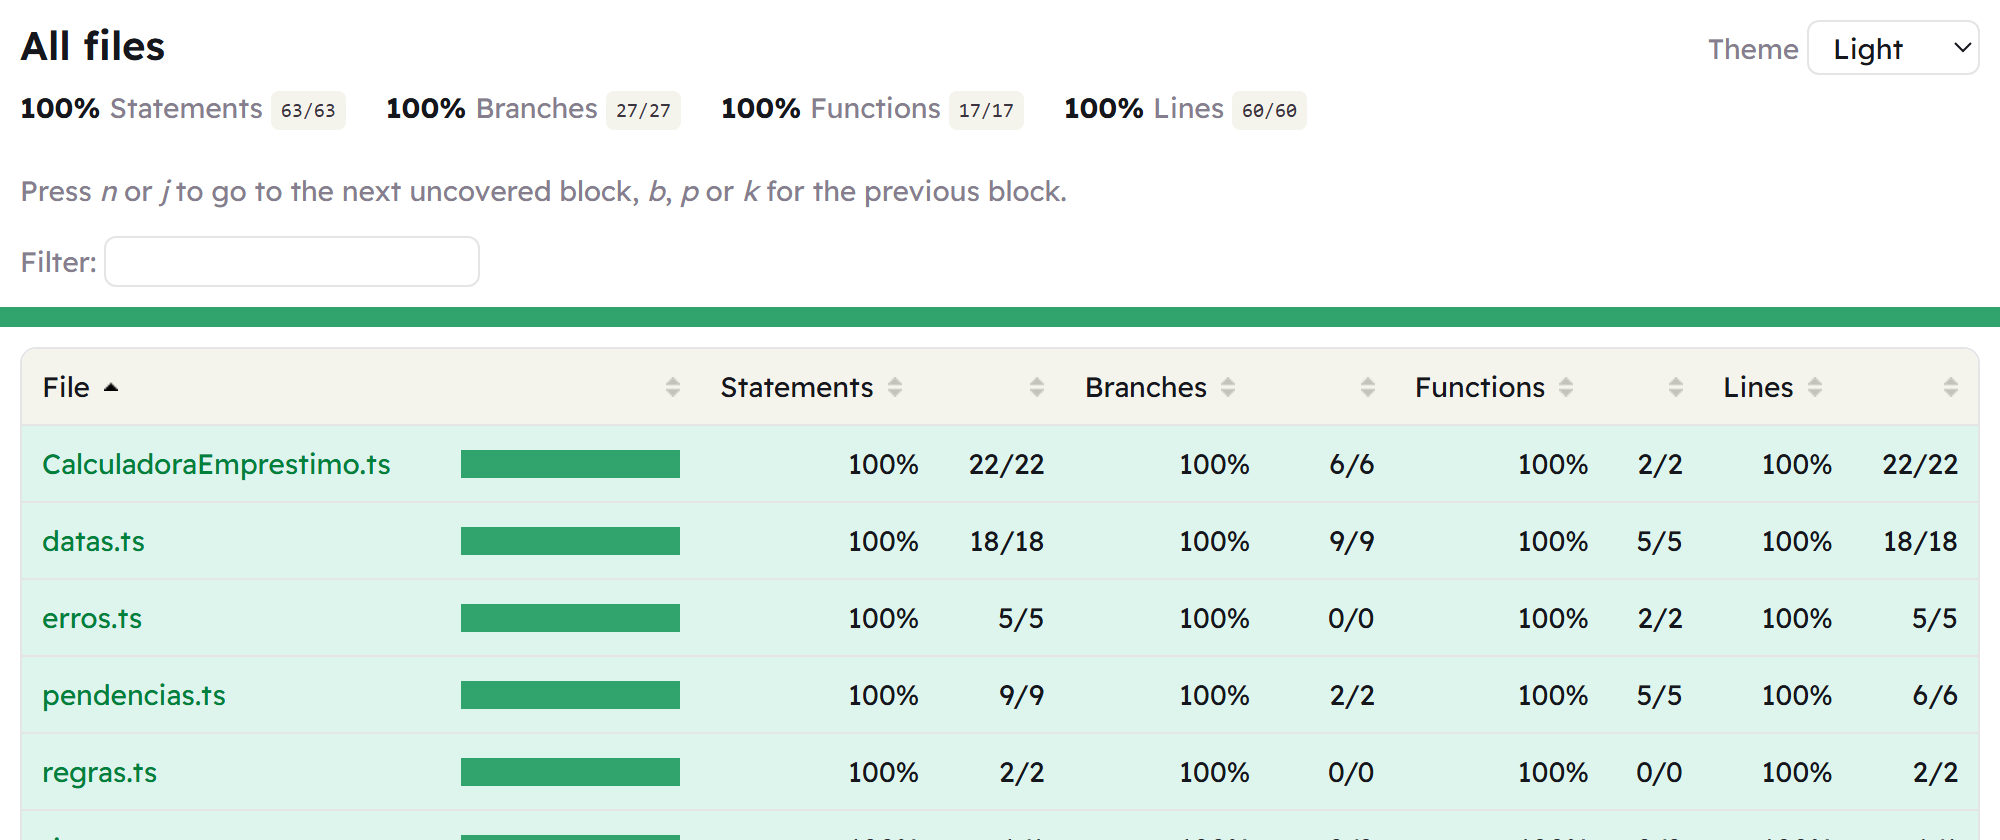 All files
Theme Light
100% Statements 63/63 100% Branches 27/27 100% Functions 17/17 100% Lines 60/60
Press n or j to go to the next uncovered block, b, p or k for the previous block.
Filter:
File Statements Branches Functions Lines
CalculadoraEmprestimo.ts 100% 22/22 100% 6/6 100% 2/2 100% 22/22
datas.ts 100% 18/18 100% 9/9 100% 5/5 100% 18/18
erros.ts 100% 5/5 100% 0/0 100% 2/2 100% 5/5
pendencias.ts 100% 9/9 100% 2/2 100% 5/5 100% 6/6
regras.ts 100% 2/2 100% 0/0 100% 0/0 100% 2/2